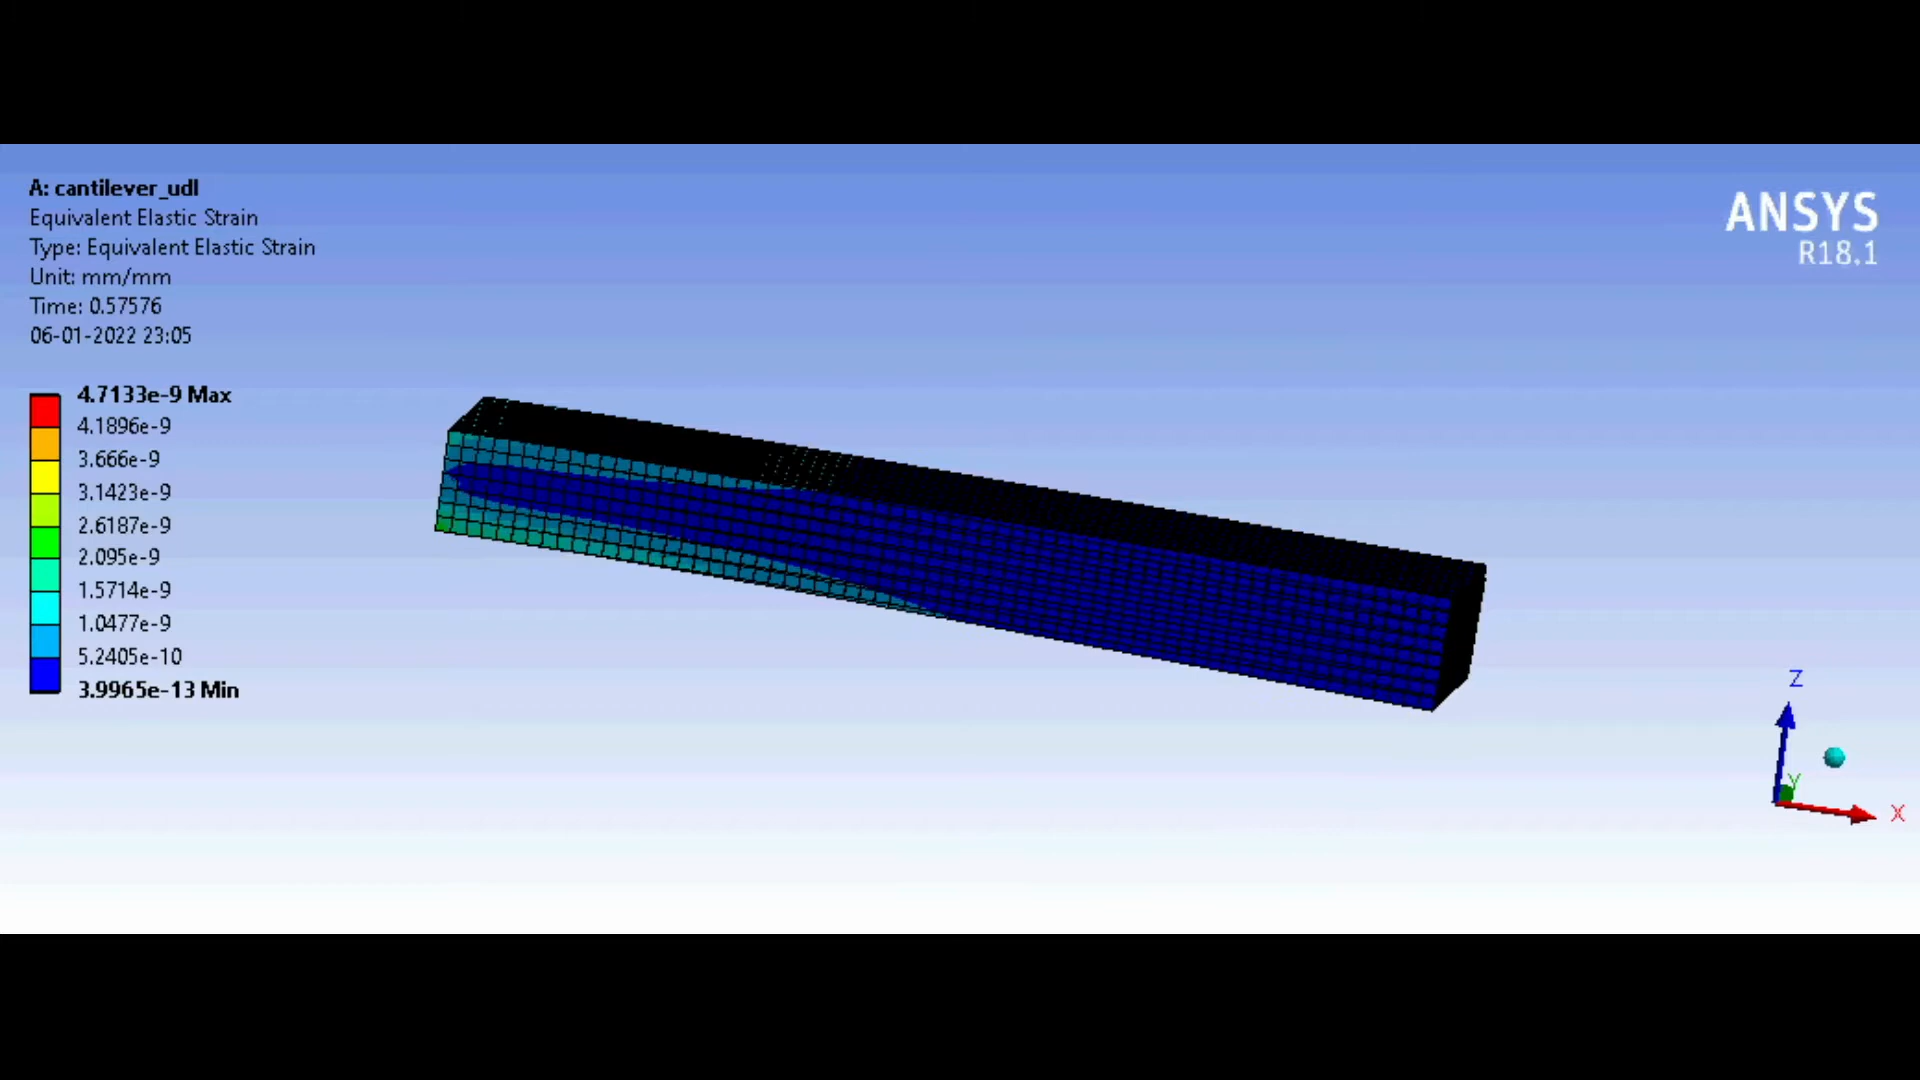 A: cantilever_udl
Equivalent Elastic Strain
Type: Equivalent Elastic Strain
Unit: mm/mm
Time: 0.57576
06-01-2022 23:05
ANSYS
R18.1
4.7133e-9 Max
4.1896e-9
3.666e-9
3.1423e-9
2.6187e-9
2.095e-9
1.5714e-9
1.0477e-9
5.2405e-10
3.9965e-13 Min
Z
Y
X